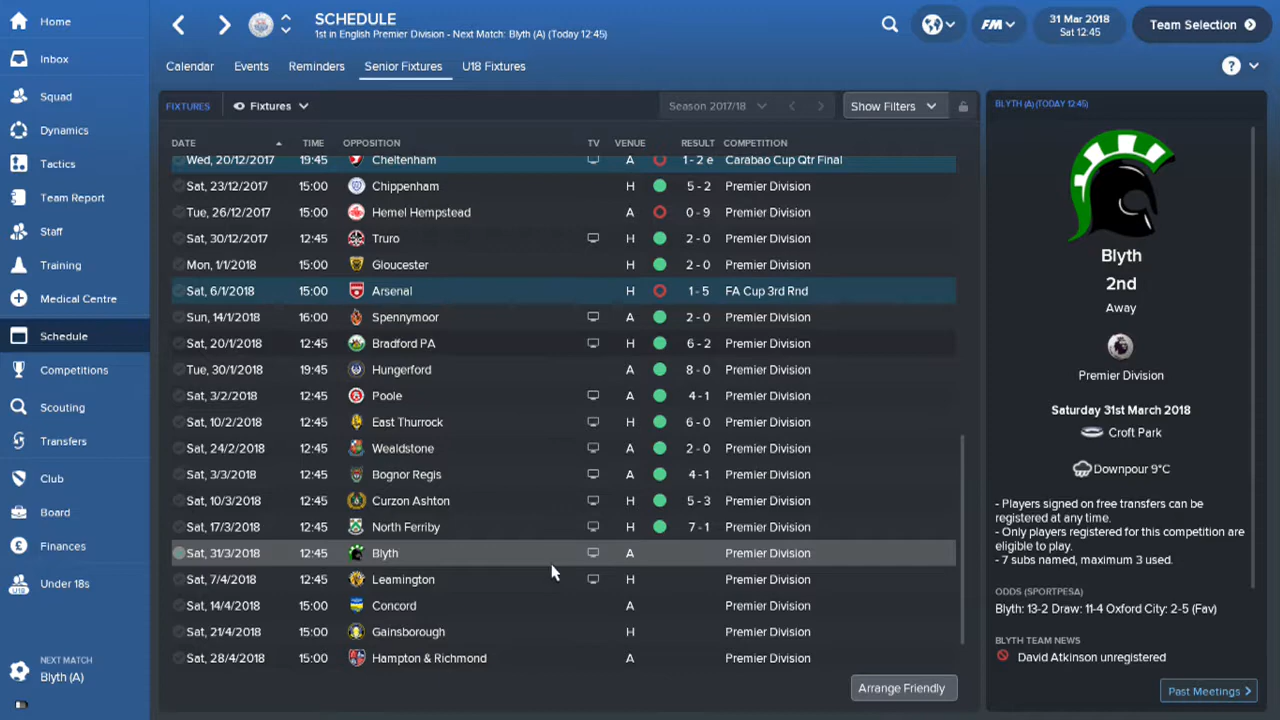 Home
Inbox
Squad
Dynamics
Tactics
Team Report
Staff
Training
Medical Centre
Schedule
Competitions
Scouting
Transfers
Club
Board
Finances
Under 18s
NEXT MATCH
Blyth (A)
SCHEDULE
1st in English Premier Division - Next Match: Blyth (A) (Today 12:45)
FM
31 Mar 2018
Sat 12:45
Team Selection
Calendar Events Reminders Senior Fixtures U18 Fixtures
?
FIXTURES Fixtures Season 2017/18 Show Filters
DATE TIME OPPOSITION TV VENUE RESULT COMPETITION
Wed, 20/12/2017 19:45 Cheltenham A 1 - 2 e Carabao Cup Qtr Final
Sat, 23/12/2017 15:00 Chippenham H 5 - 2 Premier Division
Tue, 26/12/2017 15:00 Hemel Hempstead A 0 - 9 Premier Division
Sat, 30/12/2017 12:45 Truro H 2 - 0 Premier Division
Mon, 1/1/2018 15:00 Gloucester H 2 - 0 Premier Division
Sat, 6/1/2018 15:00 Arsenal H 1 - 5 FA Cup 3rd Rnd
Sun, 14/1/2018 16:00 Spennymoor A 2 - 0 Premier Division
Sat, 20/1/2018 12:45 Bradford PA H 6 - 2 Premier Division
Tue, 30/1/2018 19:45 Hungerford A 8 - 0 Premier Division
Sat, 3/2/2018 12:45 Poole A 4 - 1 Premier Division
Sat, 10/2/2018 12:45 East Thurrock H 6 - 0 Premier Division
Sat, 24/2/2018 12:45 Wealdstone A 2 - 0 Premier Division
Sat, 3/3/2018 12:45 Bognor Regis A 4 - 1 Premier Division
Sat, 10/3/2018 12:45 Curzon Ashton H 5 - 3 Premier Division
Sat, 17/3/2018 12:45 North Ferriby H 7 - 1 Premier Division
Sat, 31/3/2018 12:45 Blyth A Premier Division
Sat, 7/4/2018 12:45 Leamington H Premier Division
Sat, 14/4/2018 15:00 Concord A Premier Division
Sat, 21/4/2018 15:00 Gainsborough H Premier Division
Sat, 28/4/2018 15:00 Hampton & Richmond A Premier Division
Arrange Friendly
BLYTH (A) (TODAY 12:45)
Blyth
2nd
Away
Premier Division
Saturday 31st March 2018
Croft Park
Downpour 9°C
- Players signed on free transfers can be
registered at any time.
- Only players registered for this competition are
eligible to play.
- 7 subs named, maximum 3 used.
ODDS (SPORTPESA)
Blyth: 13-2 Draw: 11-4 Oxford City: 2-5 (Fav)
BLYTH TEAM NEWS
David Atkinson unregistered
Past Meetings